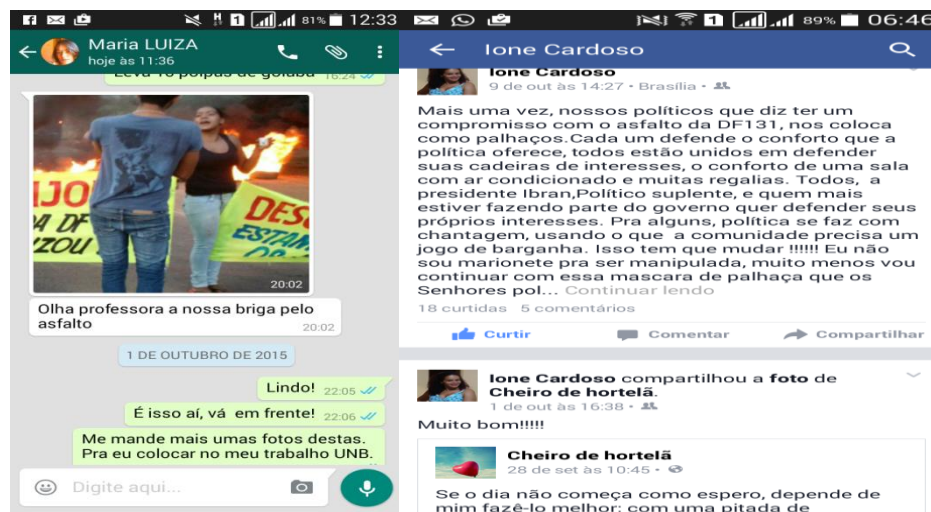 81% 12:33
Maria LUIZA
hoje às 11:36
Leva 10 polpas de goiaba 16:24
AJO
A DF
ZOU
DES
ESTAM
20:02
Olha professora a nossa briga pelo
asfalto
20:02
1 DE OUTUBRO DE 2015
Lindo! 22:05
É isso aí, vá em frente! 22:06
Me mande mais umas fotos destas.
Pra eu colocar no meu trabalho UNB.
Digite aqui...
89% 06:46
Ione Cardoso
Ione Cardoso
9 de out às 14:27 · Brasília ·
Mais uma vez, nossos políticos que diz ter um
compromisso com o asfalto da DF131, nos coloca
como palhaços.Cada um defende o conforto que a
política oferece, todos estão unidos em defender
suas cadeiras de interesses, o conforto de uma sala
com ar condicionado e muitas regalias. Todos, a
presidente Ibran,Político suplente, e quem mais
estiver fazendo parte do governo quer defender seus
próprios interesses. Pra alguns, política se faz com
chantagem, usando o que a comunidade precisa um
jogo de barganha. Isso tem que mudar !!!!!! Eu não
sou marionete pra ser manipulada, muito menos vou
continuar com essa mascara de palhaça que os
Senhores pol... Continuar lendo
18 curtidas 5 comentários
Curtir Comentar Compartilhar
Ione Cardoso compartilhou a foto de
Cheiro de hortelã.
1 de out às 16:38 ·
Muito bom!!!!!
Cheiro de hortelã
28 de set às 10:45 ·
Se o dia não começa como espero, depende de
mim fazê-lo melhor: com uma pitada de